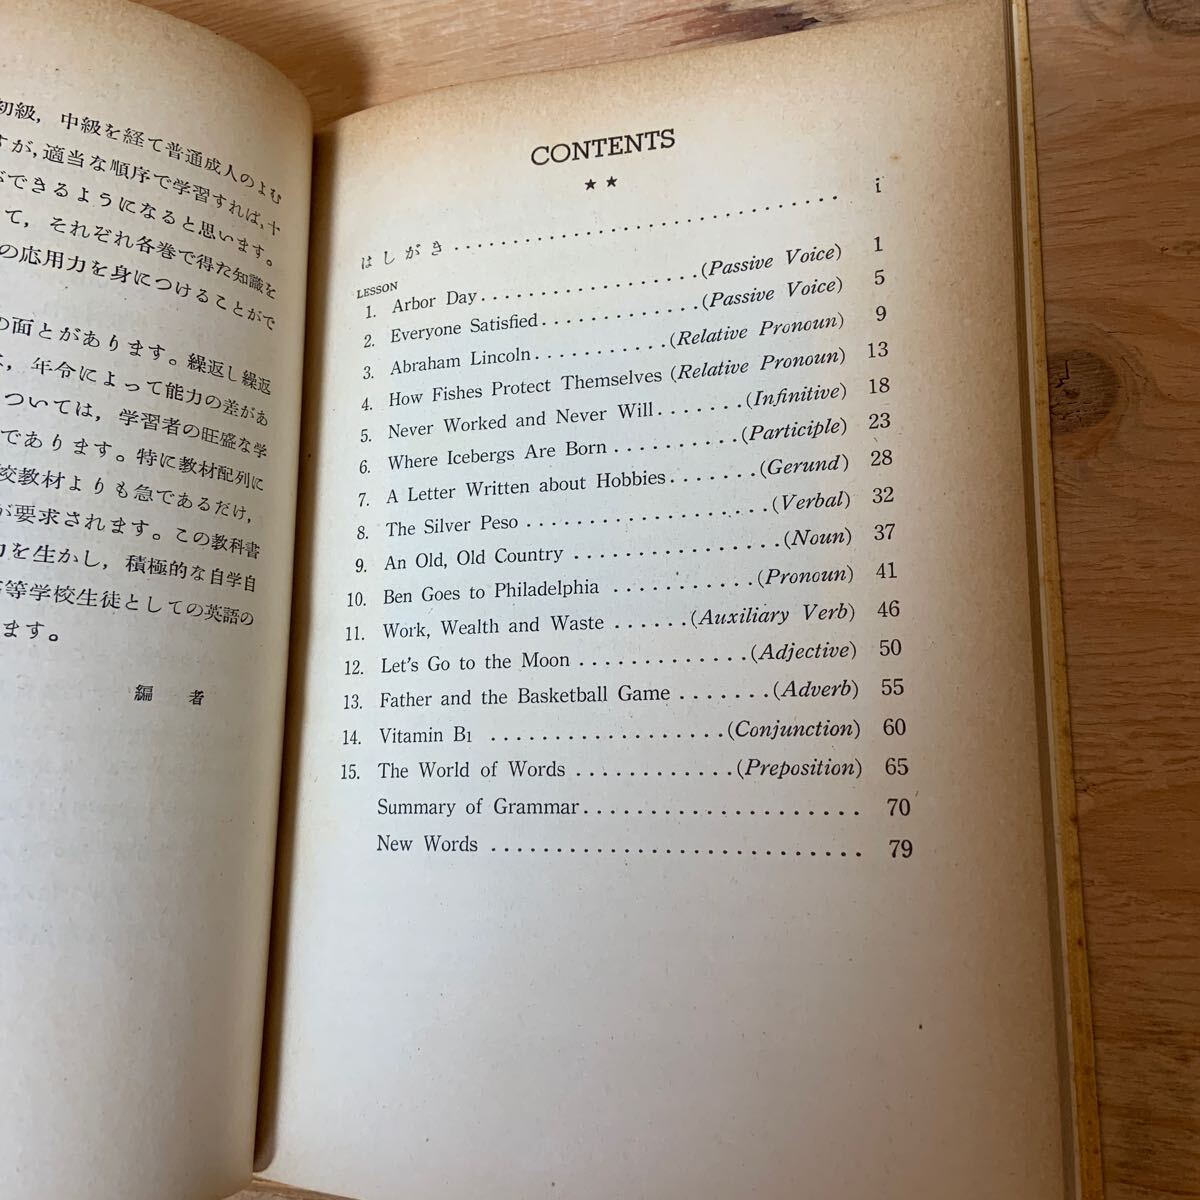 初級，中級を経て普通成人のよむ
すが，適当な順序で学習すれば，十
ができるようになると思います。
て，それぞれ各巻で得た知識を
の応用力を身につけることがで
の面とがあります。繰返し繰返
，年令によって能力の差があ
ついては，学習者の旺盛な学
であります。特に教材配列に
校教材よりも急であるだけ，
が要求されます。この教科書
力を生かし，積極的な自学自
等学校生徒としての英語の
ます。
編 者
CONTENTS
★ ★
はしがき ........................ i
LESSON
1. Arbor Day ................ (Passive Voice) 1
2. Everyone Satisfied ............ (Passive Voice) 5
3. Abraham Lincoln ........... (Relative Pronoun) 9
4. How Fishes Protect Themselves (Relative Pronoun) 13
5. Never Worked and Never Will ....... (Infinitive) 18
6. Where Icebergs Are Born .......... (Participle) 23
7. A Letter Written about Hobbies ....... (Gerund) 28
8. The Silver Peso ................... (Verbal) 32
9. An Old, Old Country ................ (Noun) 37
10. Ben Goes to Philadelphia ........... (Pronoun) 41
11. Work, Wealth and Waste ...... (Auxiliary Verb) 46
12. Let's Go to the Moon ............. (Adjective) 50
13. Father and the Basketball Game ....... (Adverb) 55
14. Vitamin B1 .................. (Conjunction) 60
15. The World of Words ............ (Preposition) 65
Summary of Grammar ...................... 70
New Words ............................. 79